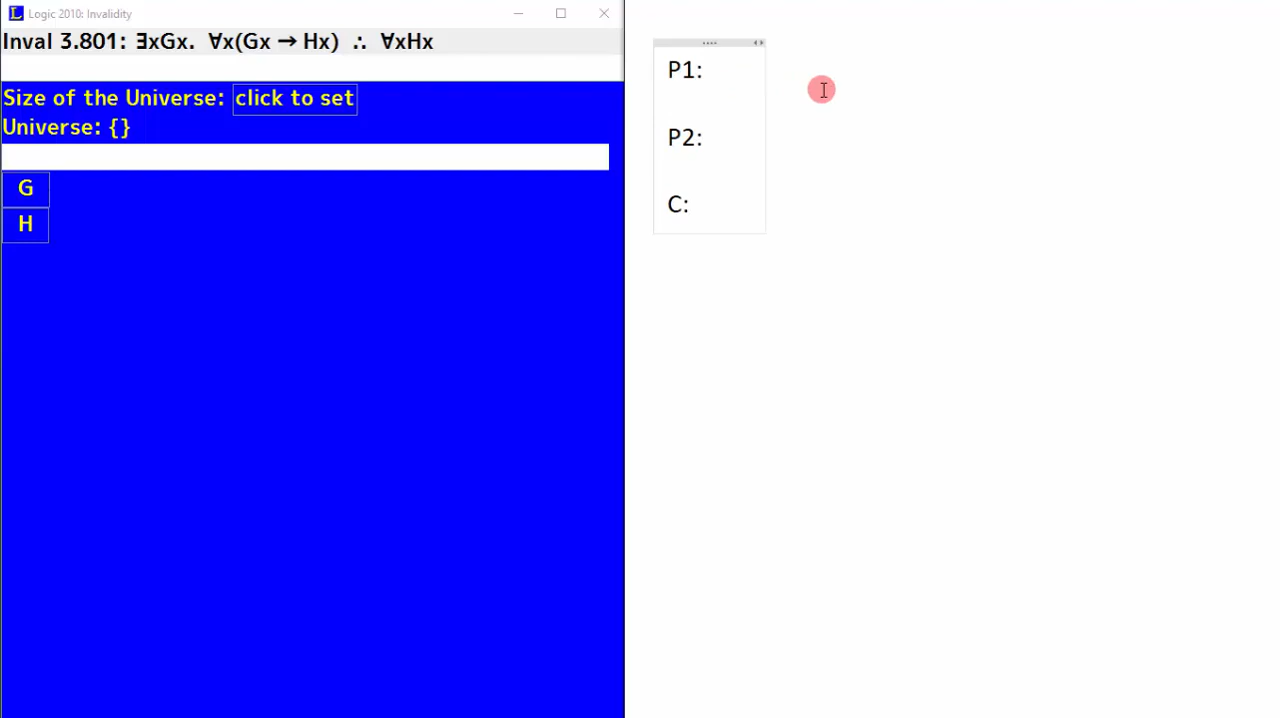 Logic 2010: Invalidity
Inval 3.801: ∃xGx. ∀x(Gx → Hx) ∴ ∀xHx
Size of the Universe: click to set
Universe: {}
G
H
P1:
P2:
C: